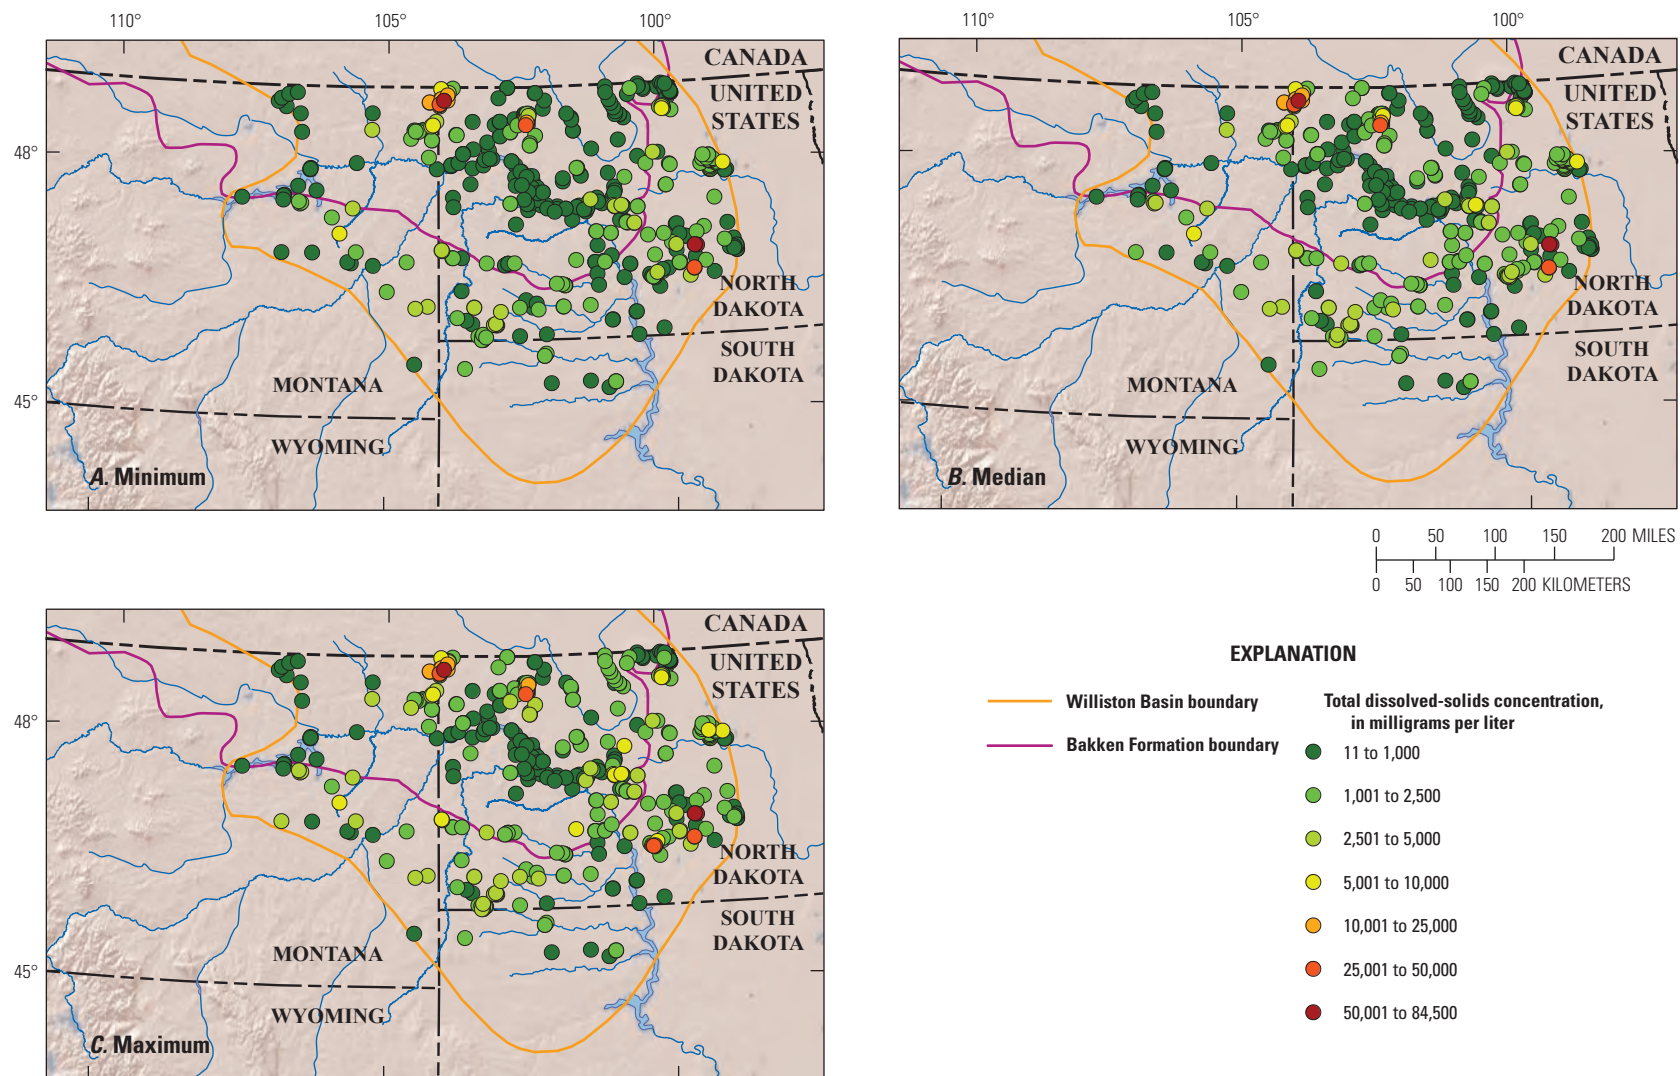 110°
105°
100°
CANADA
UNITED
STATES
48°
NORTH
DAKOTA
SOUTH
DAKOTA
MONTANA
45°
WYOMING
A. Minimum
110°
105°
100°
CANADA
UNITED
STATES
NORTH
DAKOTA
SOUTH
DAKOTA
MONTANA
WYOMING
B. Median
0 50 100 150 200 MILES
0 50 100 150 200 KILOMETERS
CANADA
UNITED
STATES
48°
NORTH
DAKOTA
SOUTH
DAKOTA
MONTANA
45°
WYOMING
C. Maximum
EXPLANATION
Williston Basin boundary
Bakken Formation boundary
Total dissolved-solids concentration,
in milligrams per liter
11 to 1,000
1,001 to 2,500
2,501 to 5,000
5,001 to 10,000
10,001 to 25,000
25,001 to 50,000
50,001 to 84,500